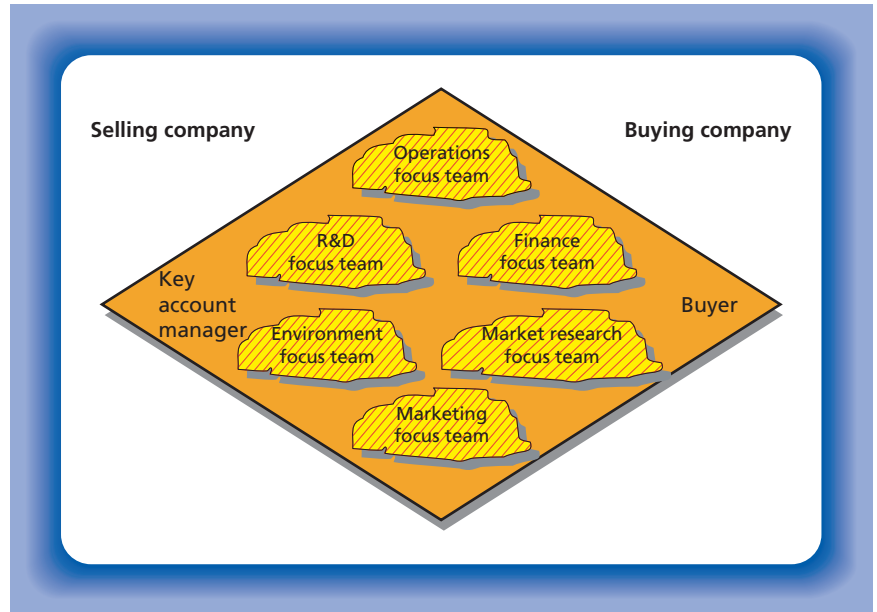 Selling company
Buying company
Operations
focus team
R&D
focus team
Finance
focus team
Key
account
manager
Buyer
Environment
focus team
Market research
focus team
Marketing
focus team